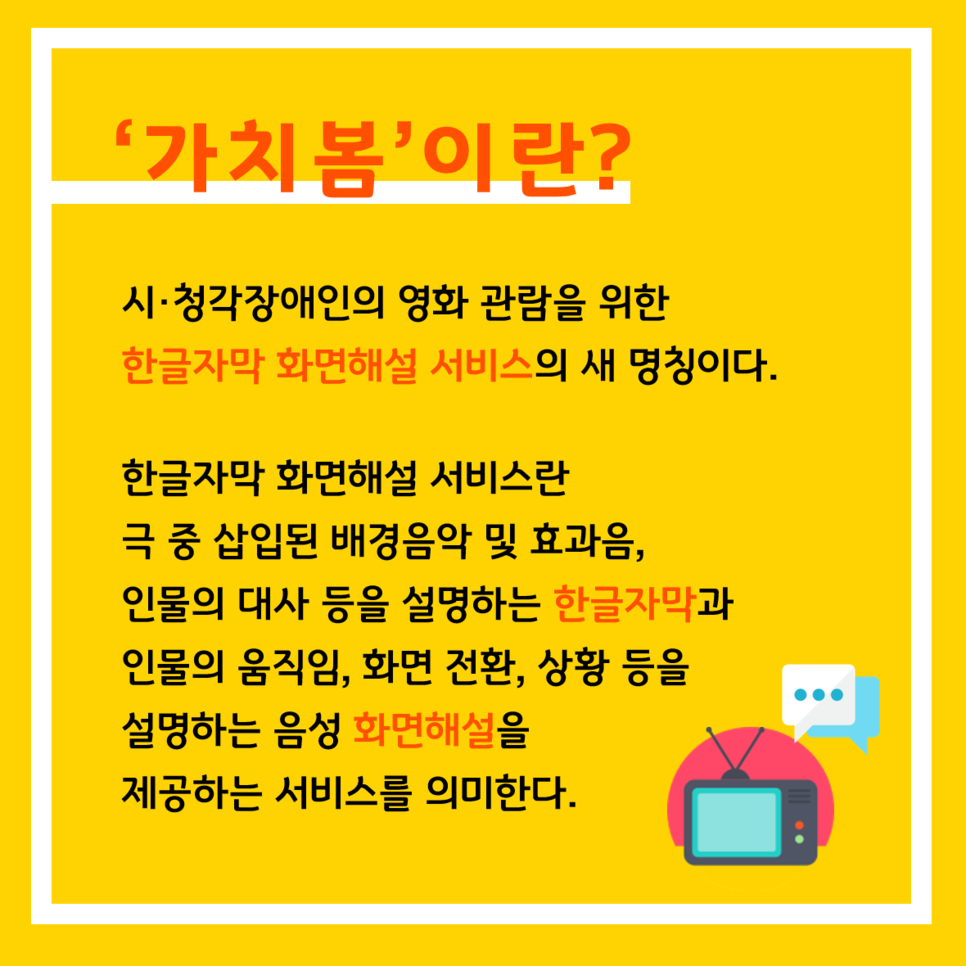 ‘가치봄’이란?
시·청각장애인의 영화 관람을 위한
한글자막 화면해설 서비스의 새 명칭이다.
한글자막 화면해설 서비스란
극 중 삽입된 배경음악 및 효과음,
인물의 대사 등을 설명하는 한글자막과
인물의 움직임, 화면 전환, 상황 등을
설명하는 음성 화면해설을
제공하는 서비스를 의미한다.